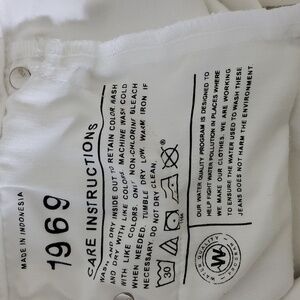 MADE IN INDONESIA
1969
CARE INSTRUCTIONS
WASH AND DRY INSIDE OUT TO RETAIN COLOR. WASH
AND DRY WITH LIKE COLORS. MACHINE WASH COLD
WITH LIKE COLORS. ONLY NON-CHLORINE BLEACH
WHEN NEEDED. TUMBLE DRY LOW. WARM IRON IF
NECESSARY. DO NOT DRY CLEAN.
30
OUR WATER QUALITY PROGRAM IS DESIGNED TO
HELP FIGHT WATER POLLUTION IN PLACES WHERE
WE MAKE OUR CLOTHES. WE ARE WORKING
TO ENSURE THE WATER USED TO WASH THESE
JEANS DOES NOT HARM THE ENVIRONMENT.
W